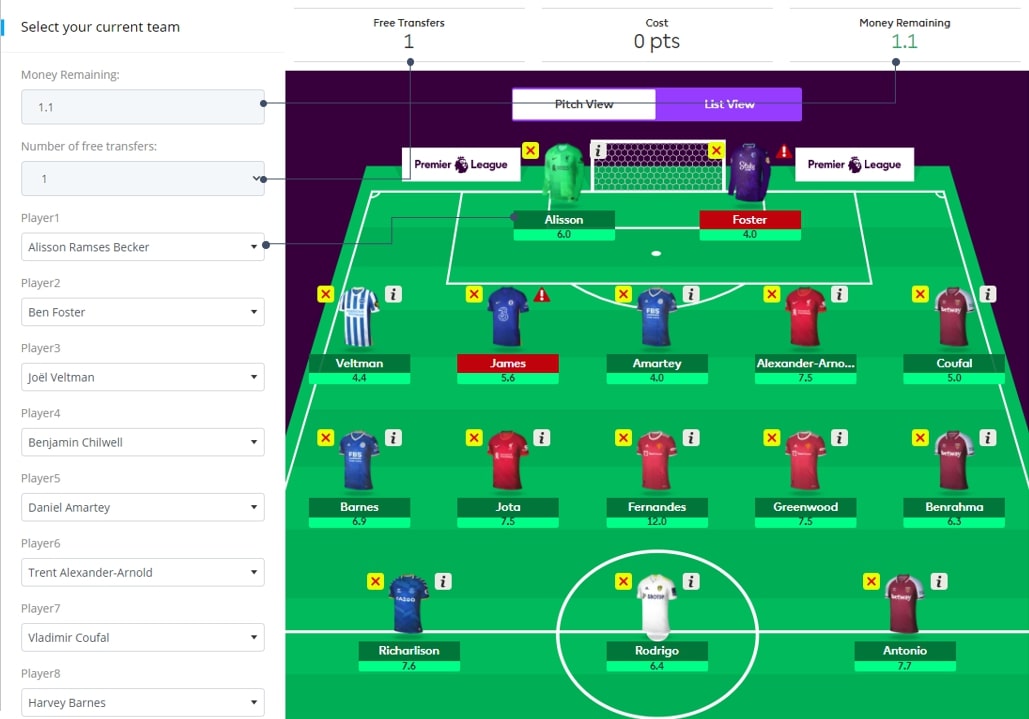 Select your current team
Money Remaining:
1.1
Number of free transfers:
1
Player1
Alisson Ramses Becker
Player2
Ben Foster
Player3
Joël Veltman
Player4
Benjamin Chilwell
Player5
Daniel Amartey
Player6
Trent Alexander-Arnold
Player7
Vladimir Coufal
Player8
Harvey Barnes
Free Transfers Cost Money Remaining
1 0 pts 1.1
Pitch View List View
Premier League Premier League
Alisson Foster
6.0 4.0
Veltman James Amartey Alexander-Arno... Coufal
4.4 5.6 4.0 7.5 5.0
Barnes Jota Fernandes Greenwood Benrahma
6.9 7.5 12.0 7.5 6.3
Richarlison Rodrigo Antonio
7.6 6.4 7.7